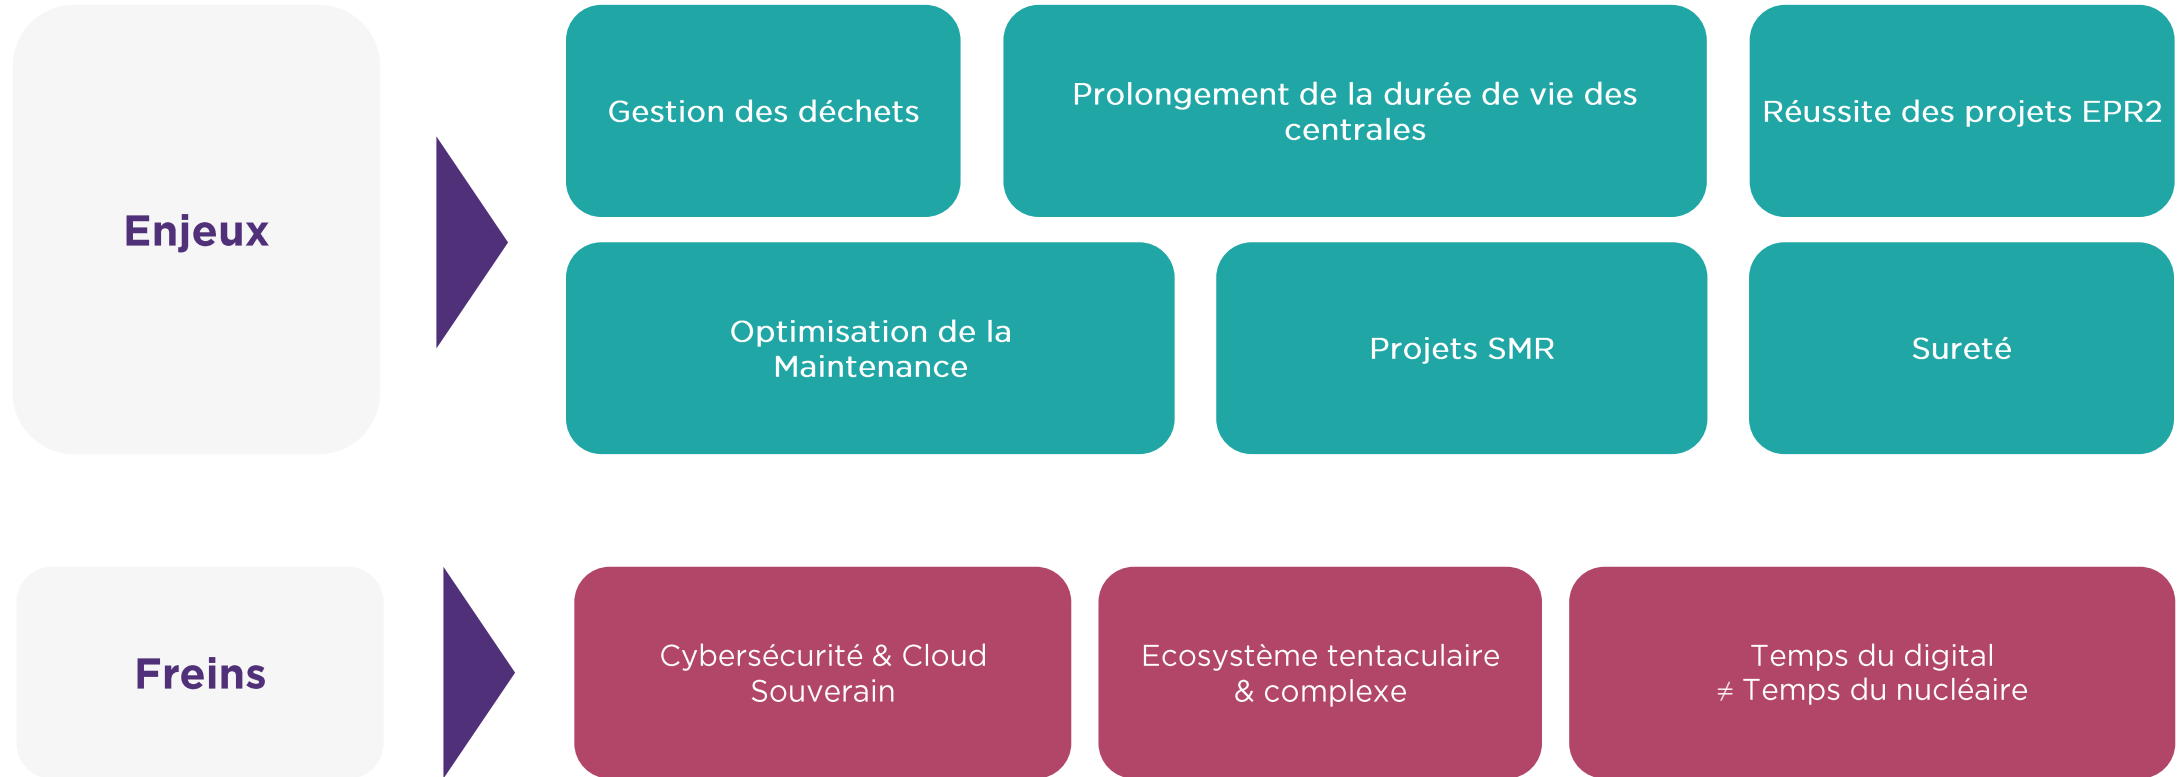 Enjeux
Gestion des déchets
Prolongement de la durée de vie des
centrales
Réussite des projets EPR2
Optimisation de la
Maintenance
Projets SMR
Sureté
Freins
Cybersécurité & Cloud
Souverain
Ecosystème tentaculaire
& complexe
Temps du digital
≠ Temps du nucléaire